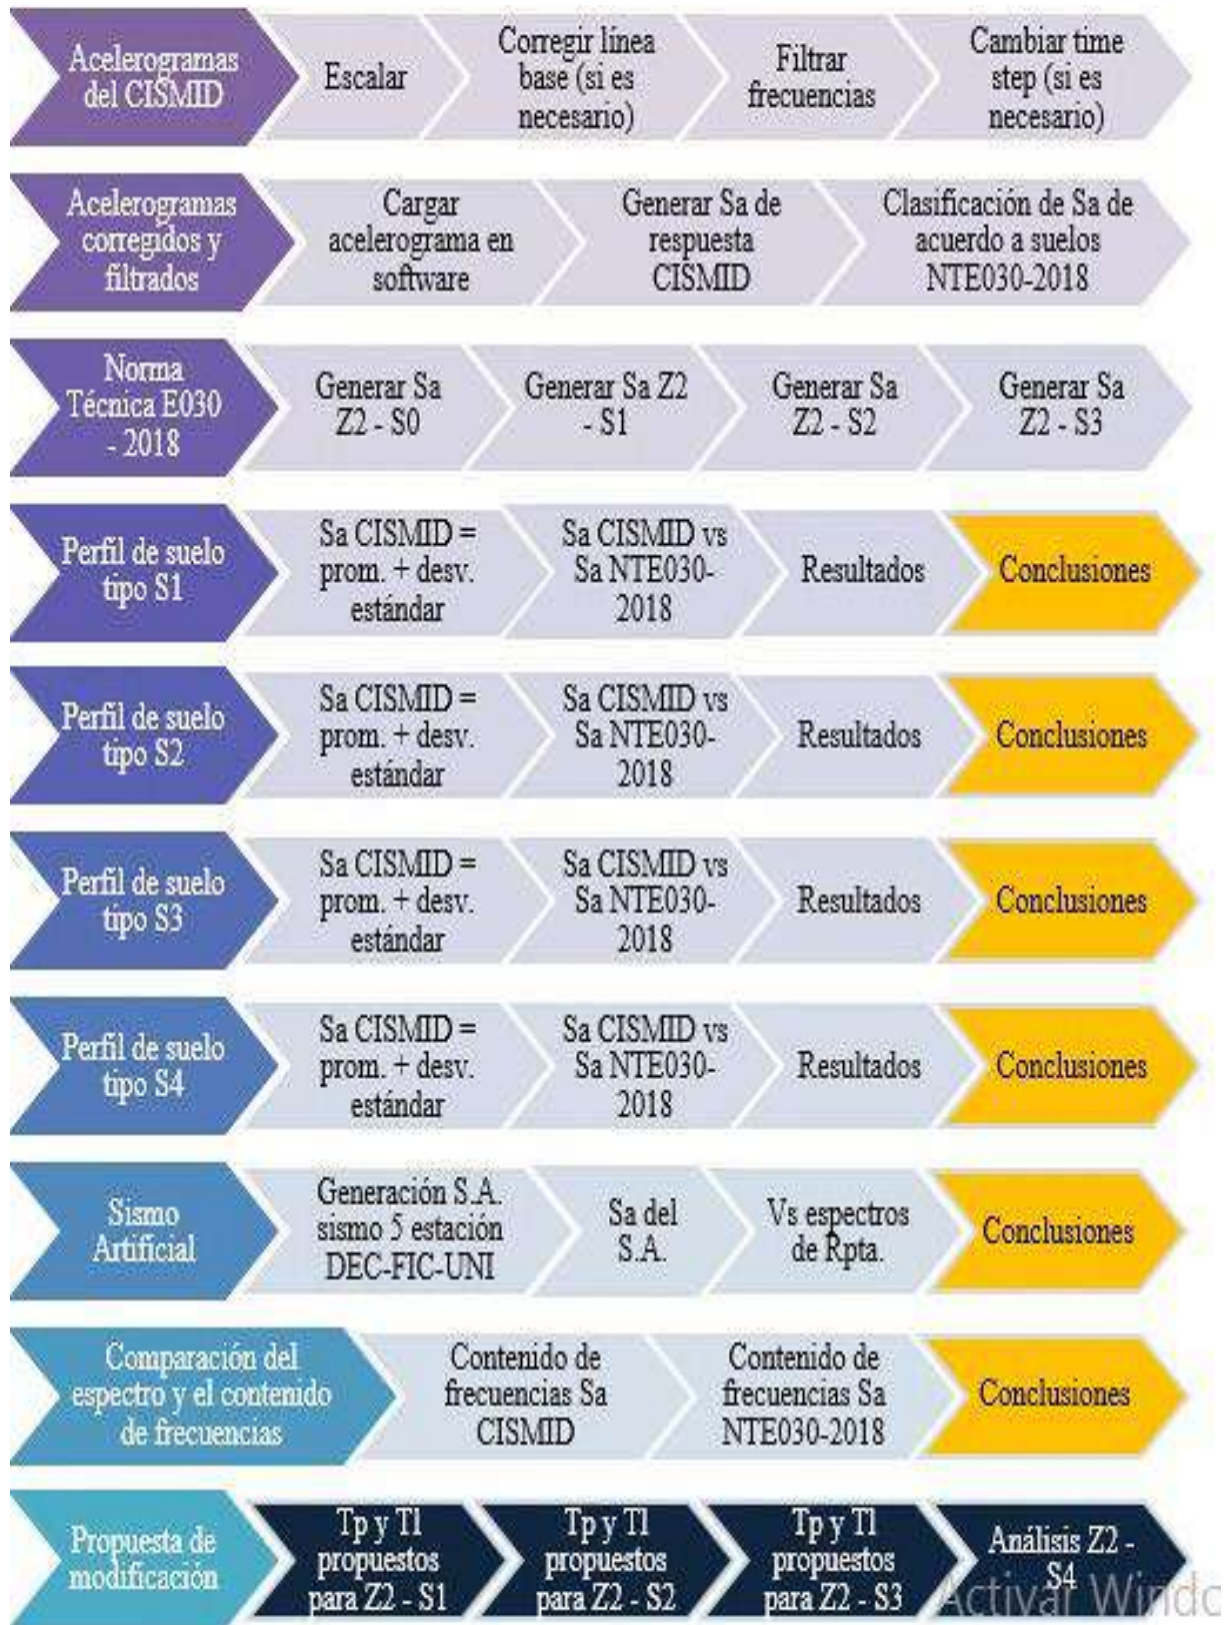 Acelerogramas
del CISMID
Escalar
Corregir línea
base (si es
necesario)
Filtrar
frecuencias
Cambiar time
step (si es
necesario)
Acelerogramas
corregidos y
filtrados
Cargar
acelerograma en
software
Generar Sa de
respuesta
CISMID
Clasificación de Sa de
acuerdo a suelos
NTE030-2018
Norma
Técnica E030
- 2018
Generar Sa
Z2 - S0
Generar Sa Z2
- S1
Generar Sa
Z2 - S2
Generar Sa
Z2 - S3
Perfil de suelo
tipo S1
Sa CISMID =
prom. + desv.
estándar
Sa CISMID vs
Sa NTE030-
2018
Resultados
Conclusiones
Perfil de suelo
tipo S2
Sa CISMID =
prom. + desv.
estándar
Sa CISMID vs
Sa NTE030-
2018
Resultados
Conclusiones
Perfil de suelo
tipo S3
Sa CISMID =
prom. + desv.
estándar
Sa CISMID vs
Sa NTE030-
2018
Resultados
Conclusiones
Perfil de suelo
tipo S4
Sa CISMID =
prom. + desv.
estándar
Sa CISMID vs
Sa NTE030-
2018
Resultados
Conclusiones
Sismo
Artificial
Generación S.A.
sismo 5 estación
DEC-FIC-UNI
Sa del
S.A.
Vs espectros
de Rpta.
Conclusiones
Comparación del
espectro y el contenido
de frecuencias
Contenido de
frecuencias Sa
CISMID
Contenido de
frecuencias Sa
NTE030-2018
Conclusiones
Propuesta de
modificación
Tp y Tl
propuestos
para Z2 - S1
Tp y Tl
propuestos
para Z2 - S2
Tp y Tl
propuestos
para Z2 - S3
Análisis Z2 -
S4
Activar Windo